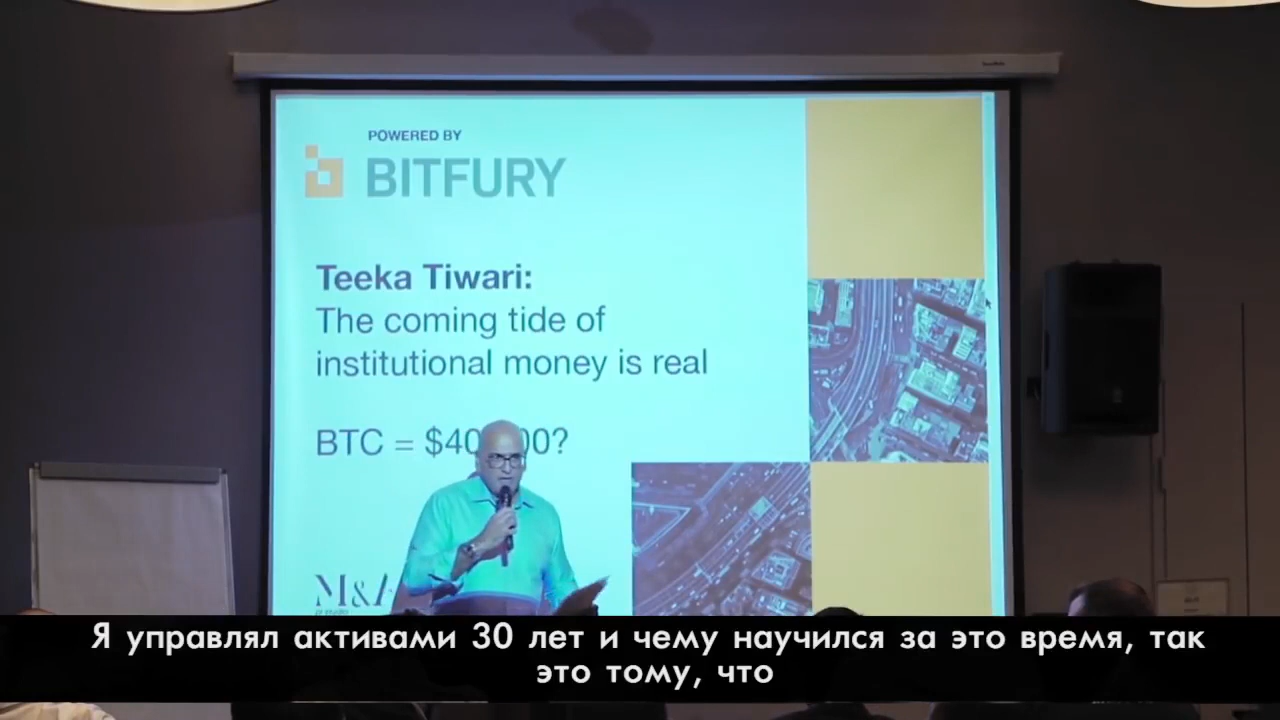 POWERED BY
BITFURY
Teeka Tiwari:
The coming tide of
institutional money is real
BTC = $40 00?
Я управлял активами 30 лет и чему научился за это время, так
это тому, что